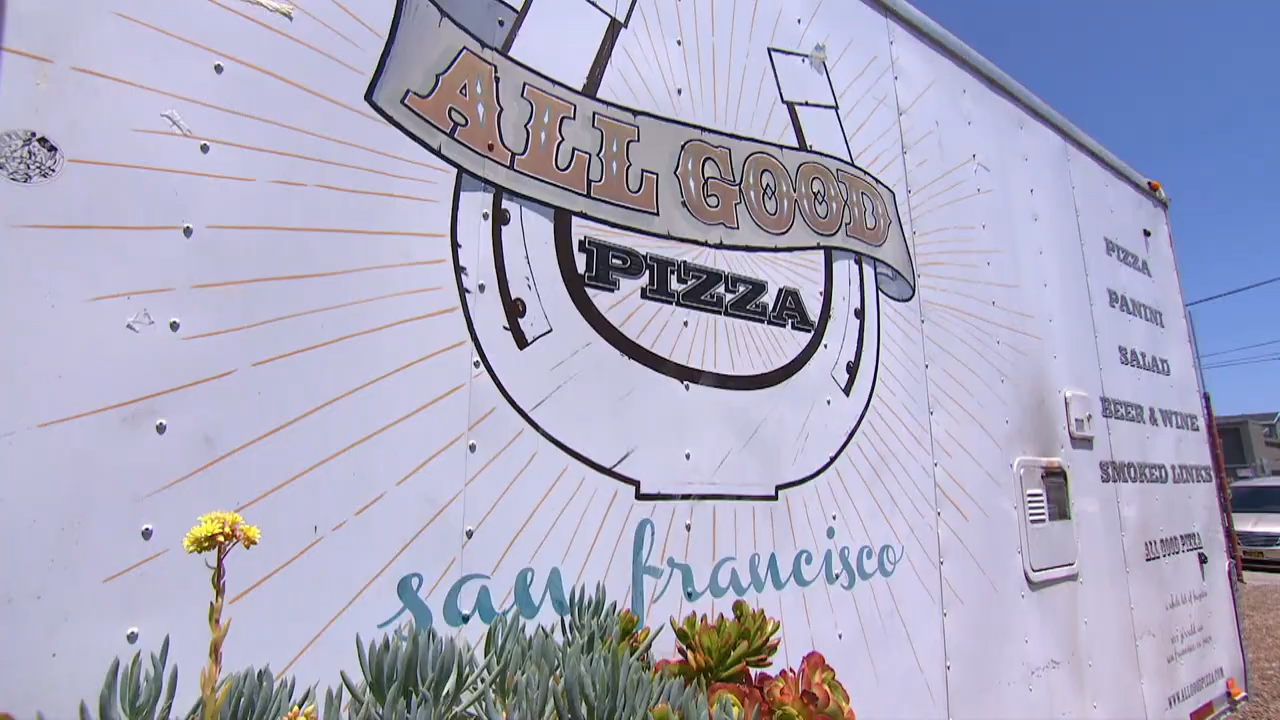 ALL GOOD
PIZZA
san francisco
PIZZA
PANINI
SALAD
BEER & WINE
SMOKED LINKS
ALL GOOD PIZZA
WWW.ALLGOODPIZZA.COM